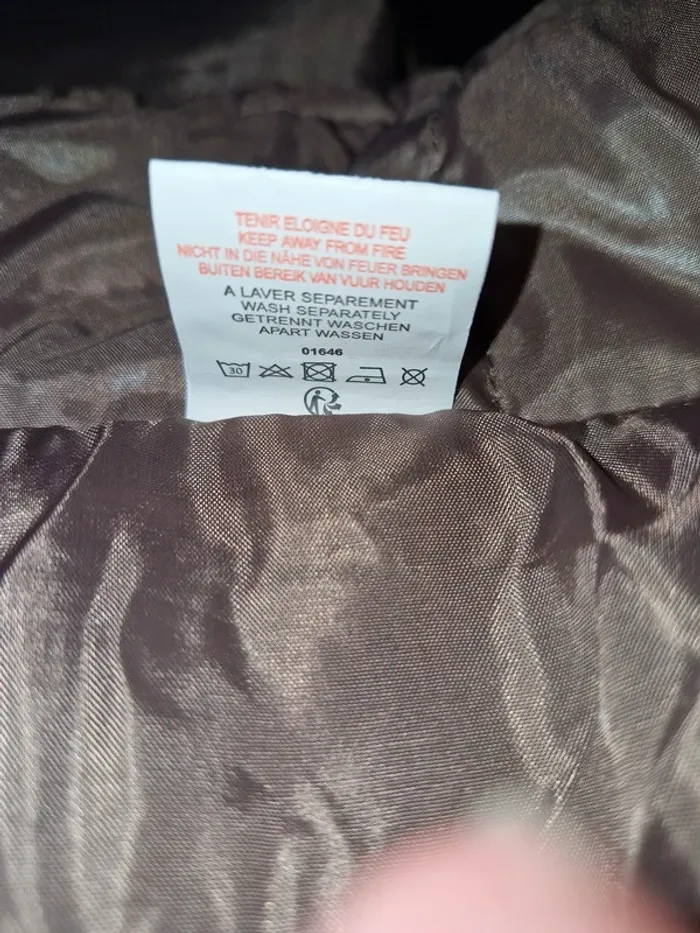 TENIR ELOIGNE DU FEU
KEEP AWAY FROM FIRE
NICHT IN DIE NÄHE VON FEUER BRINGEN
BUITEN BEREIK VAN VUUR HOUDEN
A LAVER SEPAREMENT
WASH SEPARATELY
GETRENNT WASCHEN
APART WASSEN
01646
30